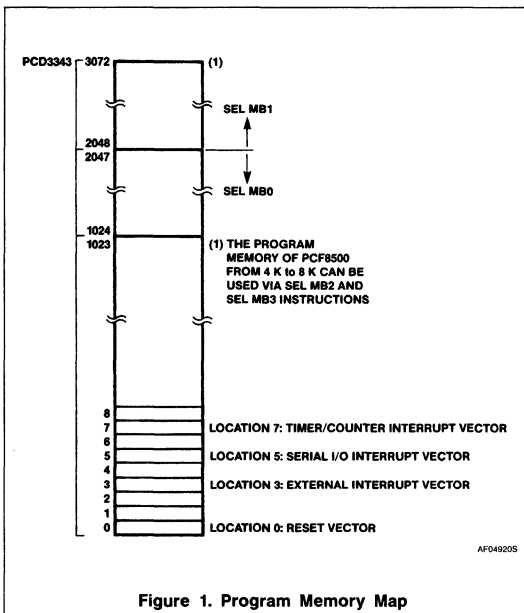 PCD3343 3072 (1)
SEL MB1
2048
2047
SEL MB0
1024
1023
(1) THE PROGRAM
MEMORY OF PCF8500
FROM 4 K to 8 K CAN BE
USED VIA SEL MB2 AND
SEL MB3 INSTRUCTIONS
8
7 LOCATION 7: TIMER/COUNTER INTERRUPT VECTOR
6
5 LOCATION 5: SERIAL I/O INTERRUPT VECTOR
4
3 LOCATION 3: EXTERNAL INTERRUPT VECTOR
2
1
0 LOCATION 0: RESET VECTOR
AF04920S
Figure 1. Program Memory Map